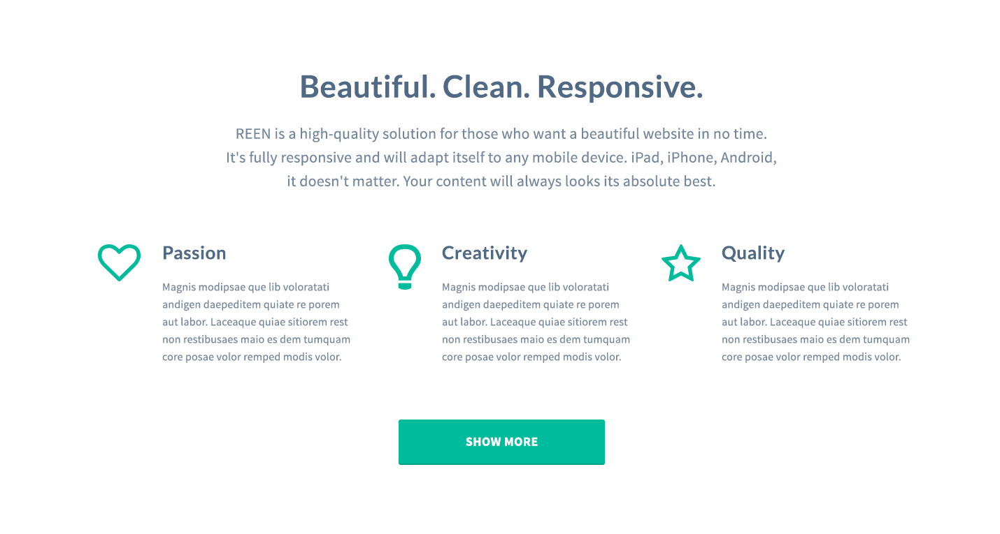 Beautiful. Clean. Responsive.
REEN is a high-quality solution for those who want a beautiful website in no time.
It's fully responsive and will adapt itself to any mobile device. iPad, iPhone, Android,
it doesn't matter. Your content will always looks its absolute best.
Passion
Magnis modipsae que lib voloratati
andigen daepeditem quiate re porem
aut labor. Laceaque quiae sitiorem rest
non restibusaes maio es dem tumquam
core posae volor remped modis volor.
Creativity
Magnis modipsae que lib voloratati
andigen daepeditem quiate re porem
aut labor. Laceaque quiae sitiorem rest
non restibusaes maio es dem tumquam
core posae volor remped modis volor.
Quality
Magnis modipsae que lib voloratati
andigen daepeditem quiate re porem
aut labor. Laceaque quiae sitiorem rest
non restibusaes maio es dem tumquam
core posae volor remped modis volor.
SHOW MORE